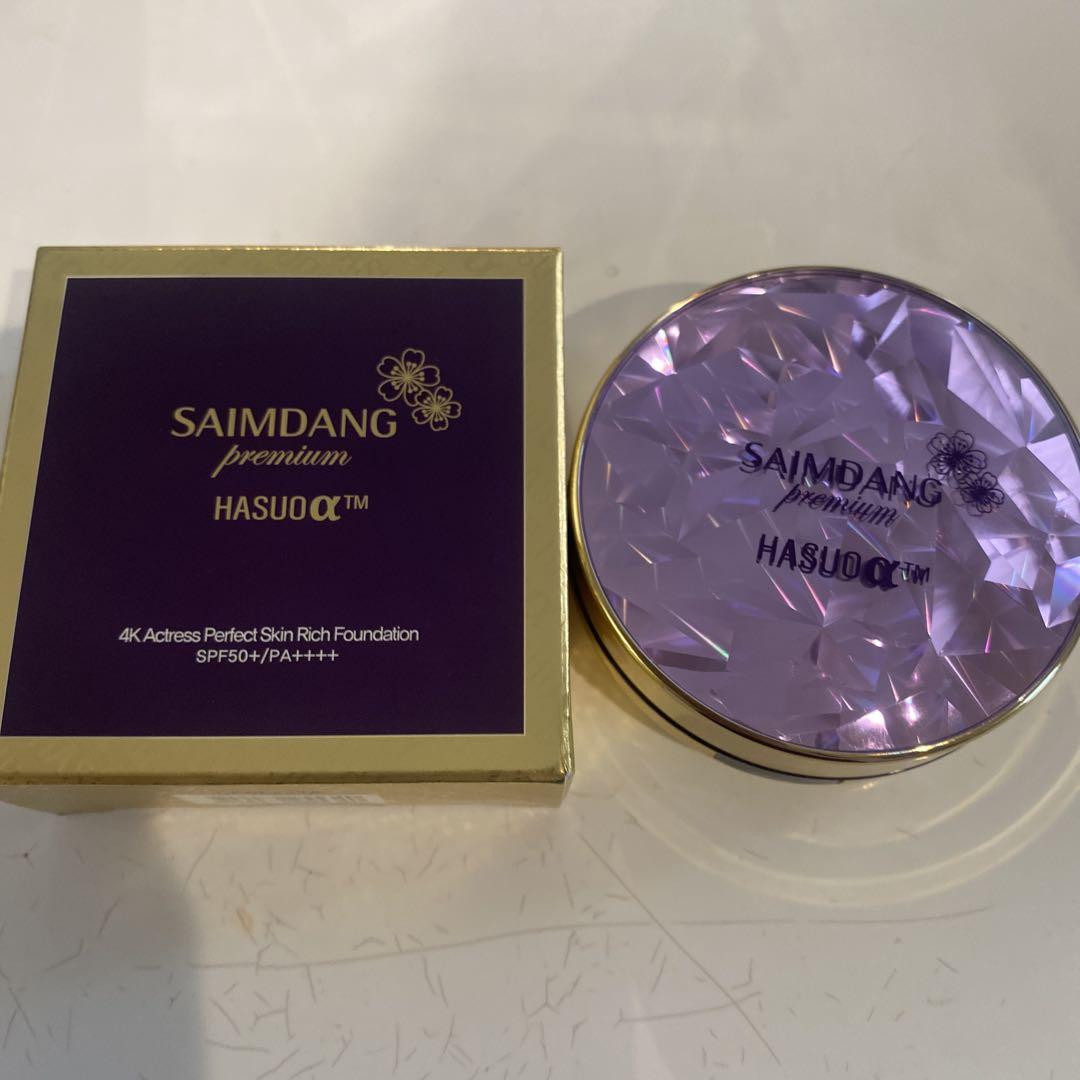 SAIMDANG
premium
HASUOα™
4K Actress Perfect Skin Rich Foundation
SPF50+/PA++++
SAIMDANG
premium
HASUOα™